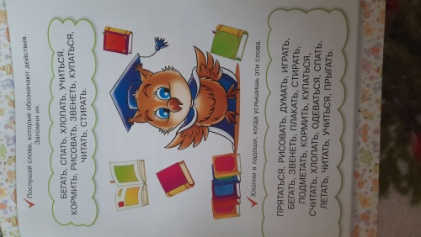 Послушай слова, которые обозначают действия.
Запомни их.
БЕГАТЬ, СПАТЬ, ХЛОПАТЬ, УЧИТЬСЯ,
КОРМИТЬ, РИСОВАТЬ, ЗВЕНЕТЬ, КУПАТЬСЯ,
ЧИТАТЬ, СТИРАТЬ.
Хлопни в ладоши, когда услышишь эти слова.
ПРЯТАТЬСЯ, РИСОВАТЬ, ДУМАТЬ, ИГРАТЬ,
БЕГАТЬ, ЗВЕНЕТЬ, ПЛАКАТЬ, СТИРАТЬ,
ПОДМЕТАТЬ, КОРМИТЬ, КУПАТЬСЯ,
СЧИТАТЬ, ХЛОПАТЬ, ОДЕВАТЬСЯ, СПАТЬ,
ЛЕТАТЬ, ЧИТАТЬ, УЧИТЬСЯ, ПРЫГАТЬ.